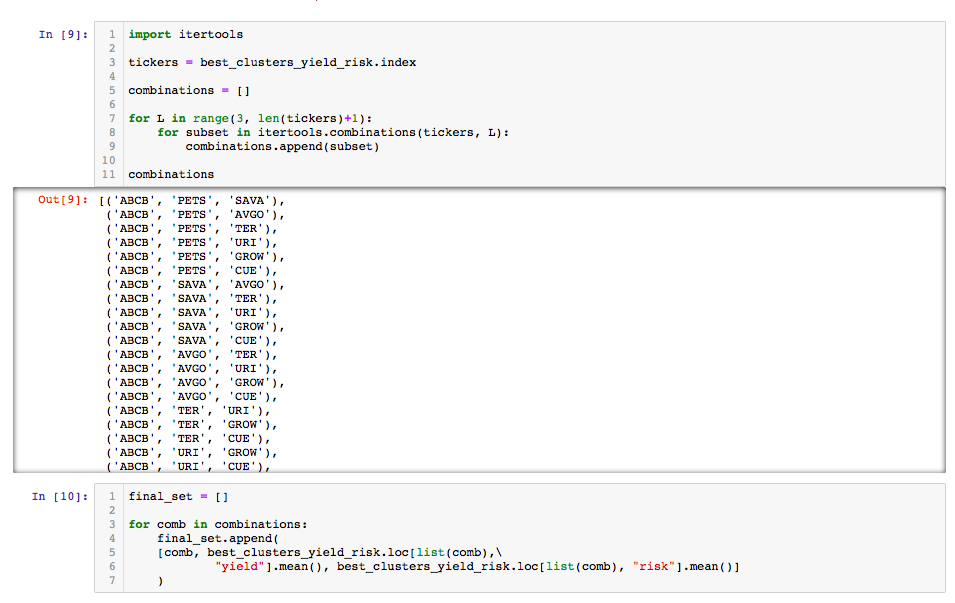 In [9]:
1 import itertools
2
3 tickers = best_clusters_yield_risk.index
4
5 combinations = []
6
7 for L in range(3, len(tickers)+1):
8     for subset in itertools.combinations(tickers, L):
9         combinations.append(subset)
10
11 combinations
Out[9]: [('ABCB', 'PETS', 'SAVA'),
('ABCB', 'PETS', 'AVGO'),
('ABCB', 'PETS', 'TER'),
('ABCB', 'PETS', 'URI'),
('ABCB', 'PETS', 'GROW'),
('ABCB', 'PETS', 'CUE'),
('ABCB', 'SAVA', 'AVGO'),
('ABCB', 'SAVA', 'TER'),
('ABCB', 'SAVA', 'URI'),
('ABCB', 'SAVA', 'GROW'),
('ABCB', 'SAVA', 'CUE'),
('ABCB', 'AVGO', 'TER'),
('ABCB', 'AVGO', 'URI'),
('ABCB', 'AVGO', 'GROW'),
('ABCB', 'AVGO', 'CUE'),
('ABCB', 'TER', 'URI'),
('ABCB', 'TER', 'GROW'),
('ABCB', 'TER', 'CUE'),
('ABCB', 'URI', 'GROW'),
('ABCB', 'URI', 'CUE'),
In [10]:
1 final_set = []
2
3 for comb in combinations:
4     final_set.append(
5     [comb, best_clusters_yield_risk.loc[list(comb),\
6             "yield"].mean(), best_clusters_yield_risk.loc[list(comb), "risk"].mean()]
7     )